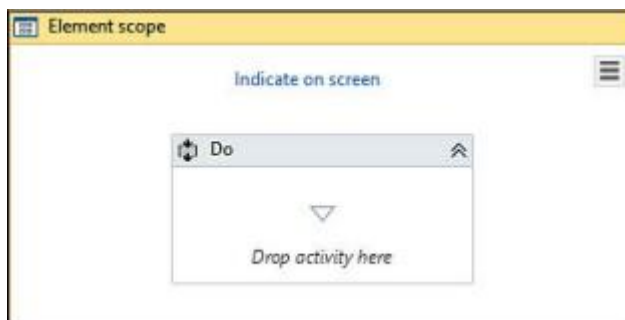 Element scope
Indicate on screen
Do
Drop activity here